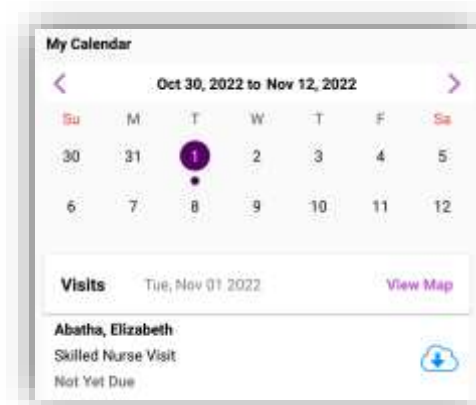 My Calendar
Oct 30, 2022 to Nov 12, 2022
Su M T W T F Sa
30 31 1 2 3 4 5
6 7 8 9 10 11 12
Visits Tue, Nov 01 2022 View Map
Abatha, Elizabeth
Skilled Nurse Visit
Not Yet Due